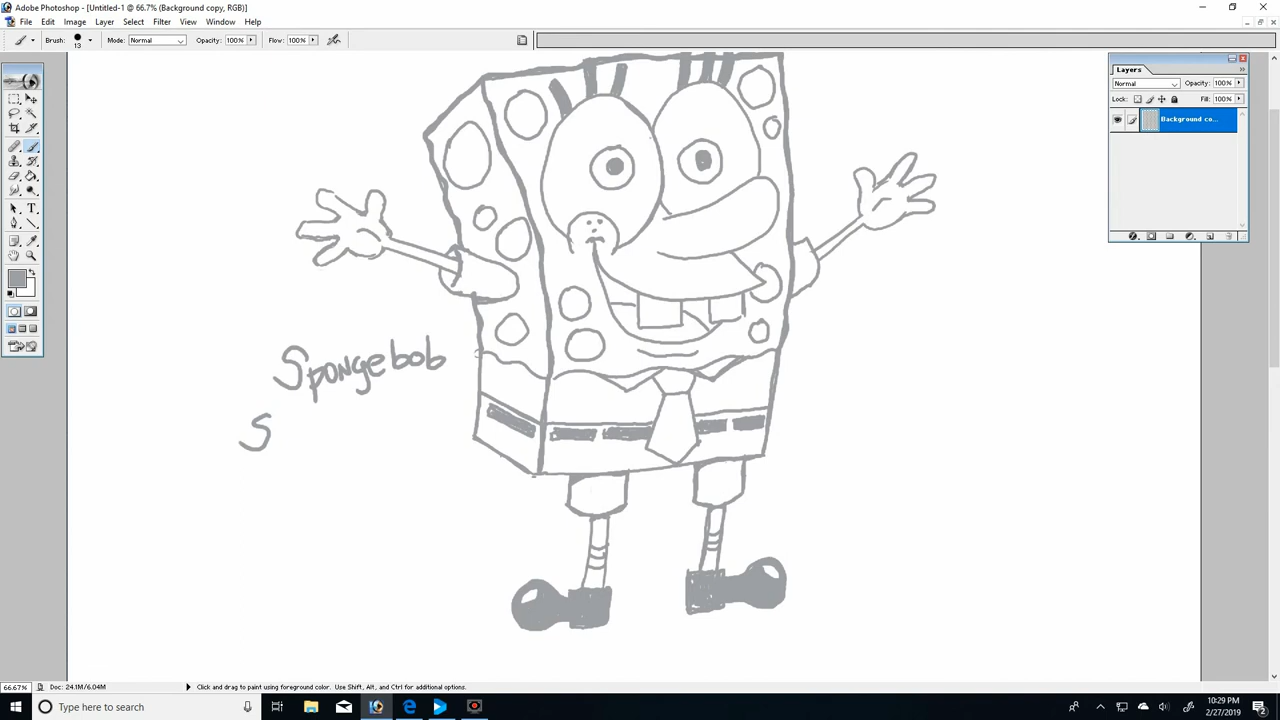 Adobe Photoshop - [Untitled-1 @ 66.7% (Background copy, RGB)]
File Edit Image Layer Select Filter View Window Help
Brush: 13 Mode: Normal Opacity: 100% Flow: 100%
Layers
Normal Opacity: 100%
Lock: Fill: 100%
Background co...
Spongebob
S
66.67% Doc: 24.1M/6.04M Click and drag to paint using foreground color. Use Shift, Alt, and Ctrl for additional options.
Type here to search
10:29 PM
2/27/2019
2